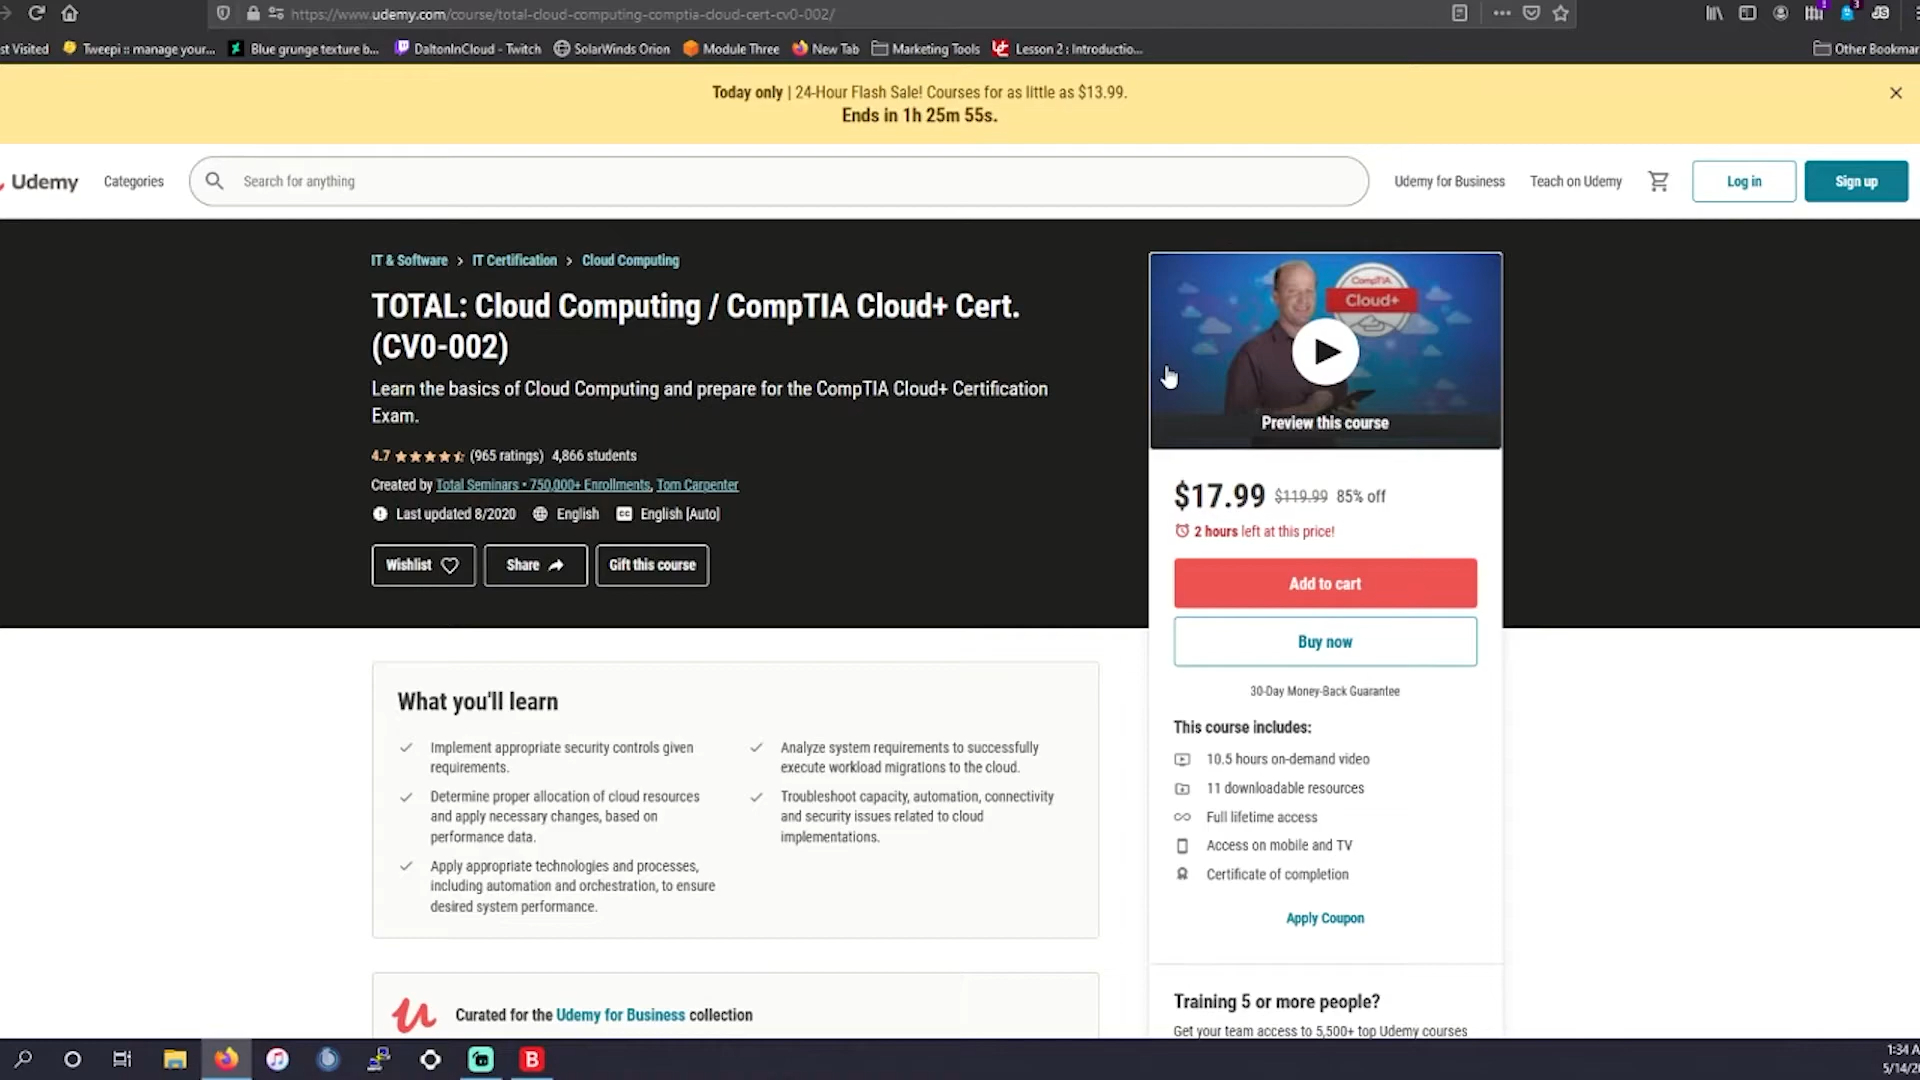 https://www.udemy.com/course/total-cloud-computing-comptia-cloud-cert-cv0-002/
st Visited
Tweepi :: manage your...
Blue grunge texture b...
DaltonInCloud - Twitch
SolarWinds Orion
Module Three
New Tab
Marketing Tools
Lesson 2 : Introductio...
Other Bookmar
Today only | 24-Hour Flash Sale! Courses for as little as $13.99.
Ends in 1h 25m 55s.
Udemy
Categories
Search for anything
Udemy for Business
Teach on Udemy
Log in
Sign up
IT & Software > IT Certification > Cloud Computing
TOTAL: Cloud Computing / CompTIA Cloud+ Cert.
(CV0-002)
Learn the basics of Cloud Computing and prepare for the CompTIA Cloud+ Certification
Exam.
4.7 (965 ratings) 4,866 students
Created by Total Seminars • 750,000+ Enrollments, Tom Carpenter
Last updated 8/2020 English English [Auto]
Wishlist
Share
Gift this course
CompTIA
Cloud+
Preview this course
$17.99 $119.99 85% off
2 hours left at this price!
Add to cart
Buy now
30-Day Money-Back Guarantee
This course includes:
10.5 hours on-demand video
11 downloadable resources
Full lifetime access
Access on mobile and TV
Certificate of completion
Apply Coupon
Training 5 or more people?
Get your team access to 5,500+ top Udemy courses
What you'll learn
Implement appropriate security controls given
requirements.
Determine proper allocation of cloud resources
and apply necessary changes, based on
performance data.
Apply appropriate technologies and processes,
including automation and orchestration, to ensure
desired system performance.
Analyze system requirements to successfully
execute workload migrations to the cloud.
Troubleshoot capacity, automation, connectivity
and security issues related to cloud
implementations.
Curated for the Udemy for Business collection
1:34 A
5/14/2